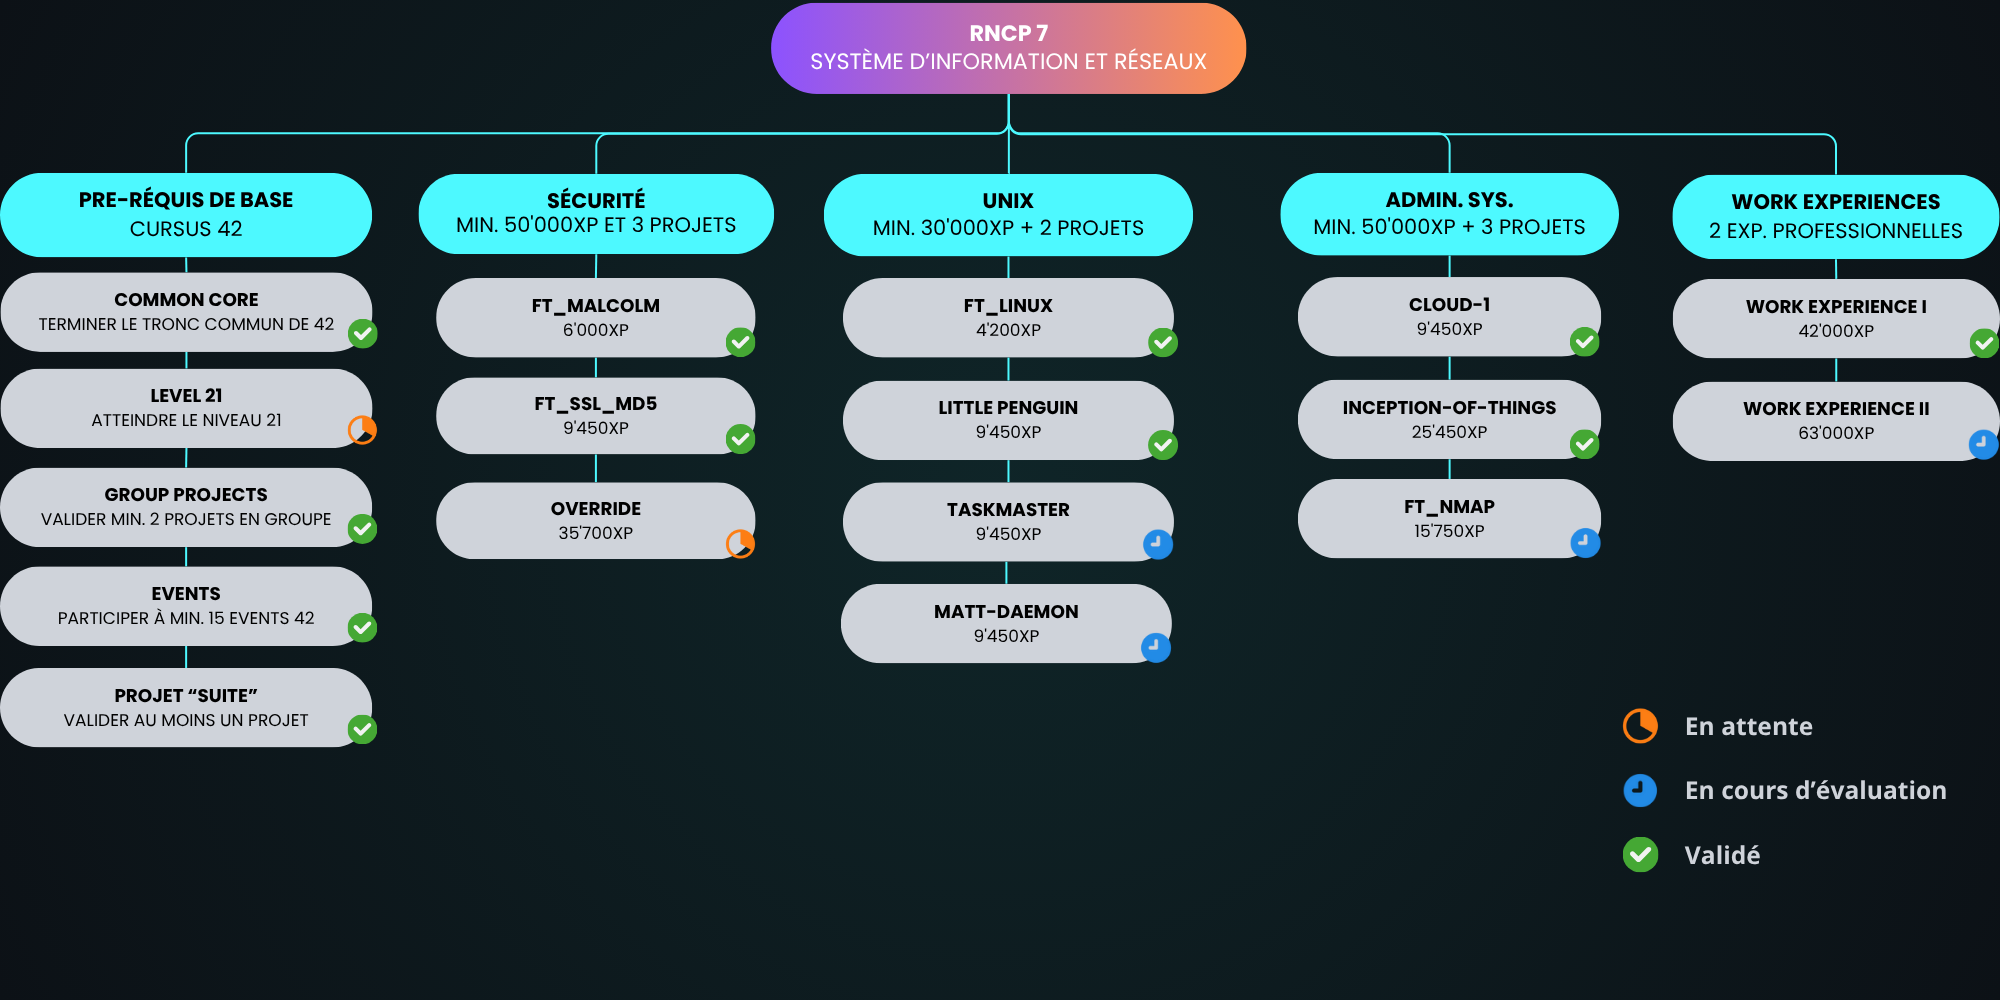 RNCP 7
SYSTÈME D’INFORMATION ET RÉSEAUX
PRE-RÉQUIS DE BASE
CURSUS 42
COMMON CORE
TERMINER LE TRONC COMMUN DE 42
LEVEL 21
ATTEINDRE LE NIVEAU 21
GROUP PROJECTS
VALIDER MIN. 2 PROJETS EN GROUPE
EVENTS
PARTICIPER À MIN. 15 EVENTS 42
PROJET “SUITE”
VALIDER AU MOINS UN PROJET
SÉCURITÉ
MIN. 50'000XP ET 3 PROJETS
FT_MALCOLM
6'000XP
FT_SSL_MD5
9'450XP
OVERRIDE
35'700XP
UNIX
MIN. 30'000XP + 2 PROJETS
FT_LINUX
4'200XP
LITTLE PENGUIN
9'450XP
TASKMASTER
9'450XP
MATT-DAEMON
9'450XP
ADMIN. SYS.
MIN. 50'000XP + 3 PROJETS
CLOUD-1
9'450XP
INCEPTION-OF-THINGS
25'450XP
FT_NMAP
15'750XP
WORK EXPERIENCES
2 EXP. PROFESSIONNELLES
WORK EXPERIENCE I
42'000XP
WORK EXPERIENCE II
63'000XP
En attente
En cours d’évaluation
Validé